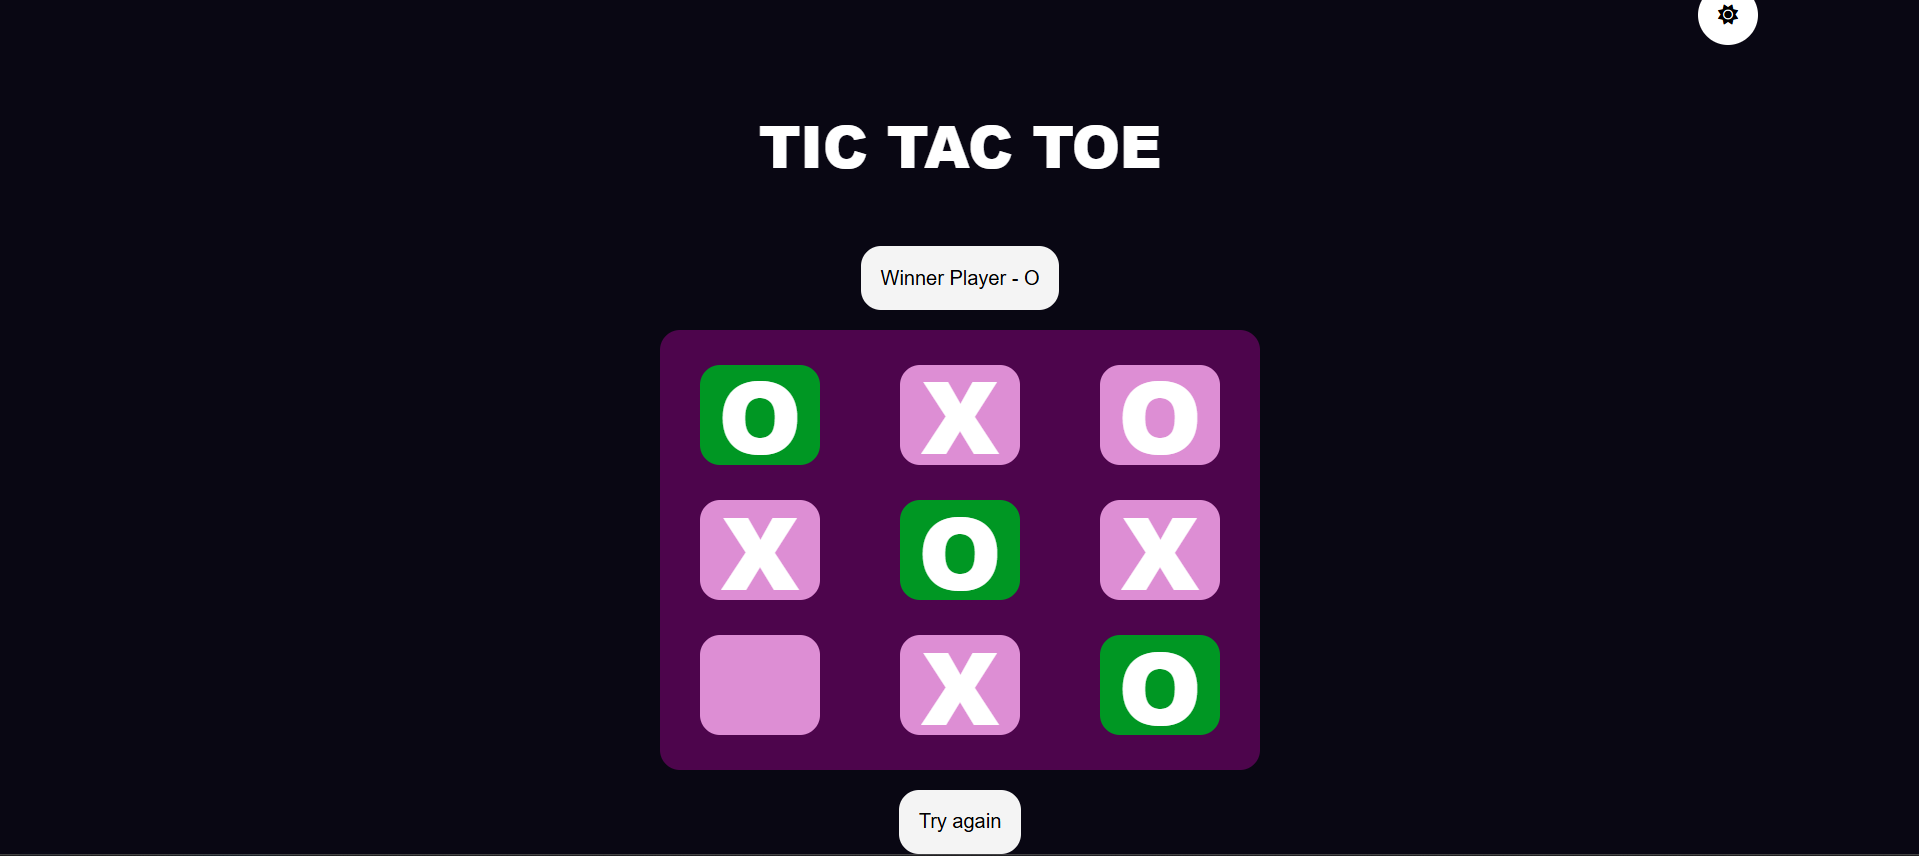 TIC TAC TOE
Winner Player - O
O X O
X O X
X O
Try again